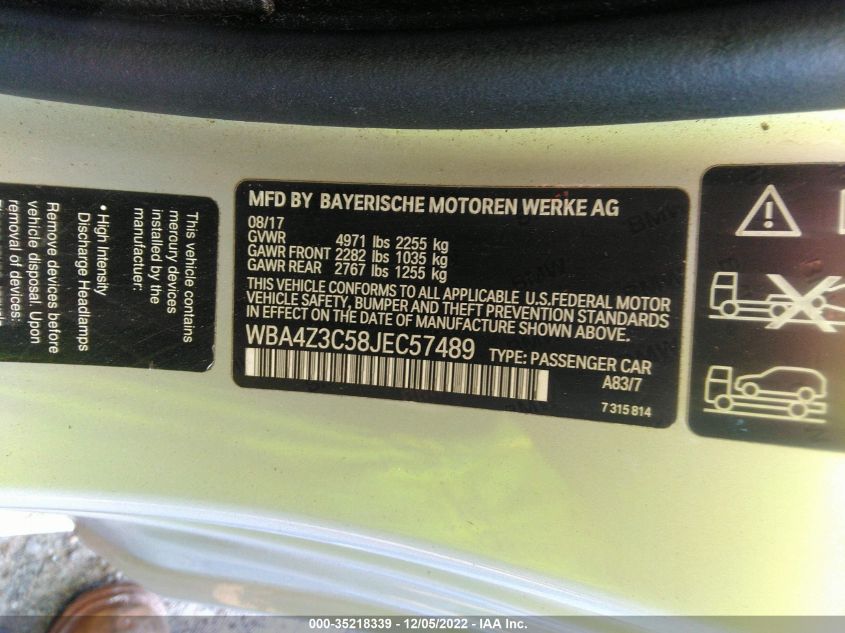 This vehicle contains
mercury devices
installed by the
manufacturer:
• High Intensity
Discharge Headlamps
Remove devices before
vehicle disposal. Upon
removal of devices:
MFD BY BAYERISCHE MOTOREN WERKE AG
08/17
GVWR 4971 lbs 2255 kg
GAWR FRONT 2282 lbs 1035 kg
GAWR REAR 2767 lbs 1255 kg
THIS VEHICLE CONFORMS TO ALL APPLICABLE U.S.FEDERAL MOTOR
VEHICLE SAFETY, BUMPER AND THEFT PREVENTION STANDARDS
IN EFFECT ON THE DATE OF MANUFACTURE SHOWN ABOVE.
WBA4Z3C58JEC57489 TYPE: PASSENGER CAR
A83/7
7 315 814
000-35218339 - 12/05/2022 - IAA Inc.